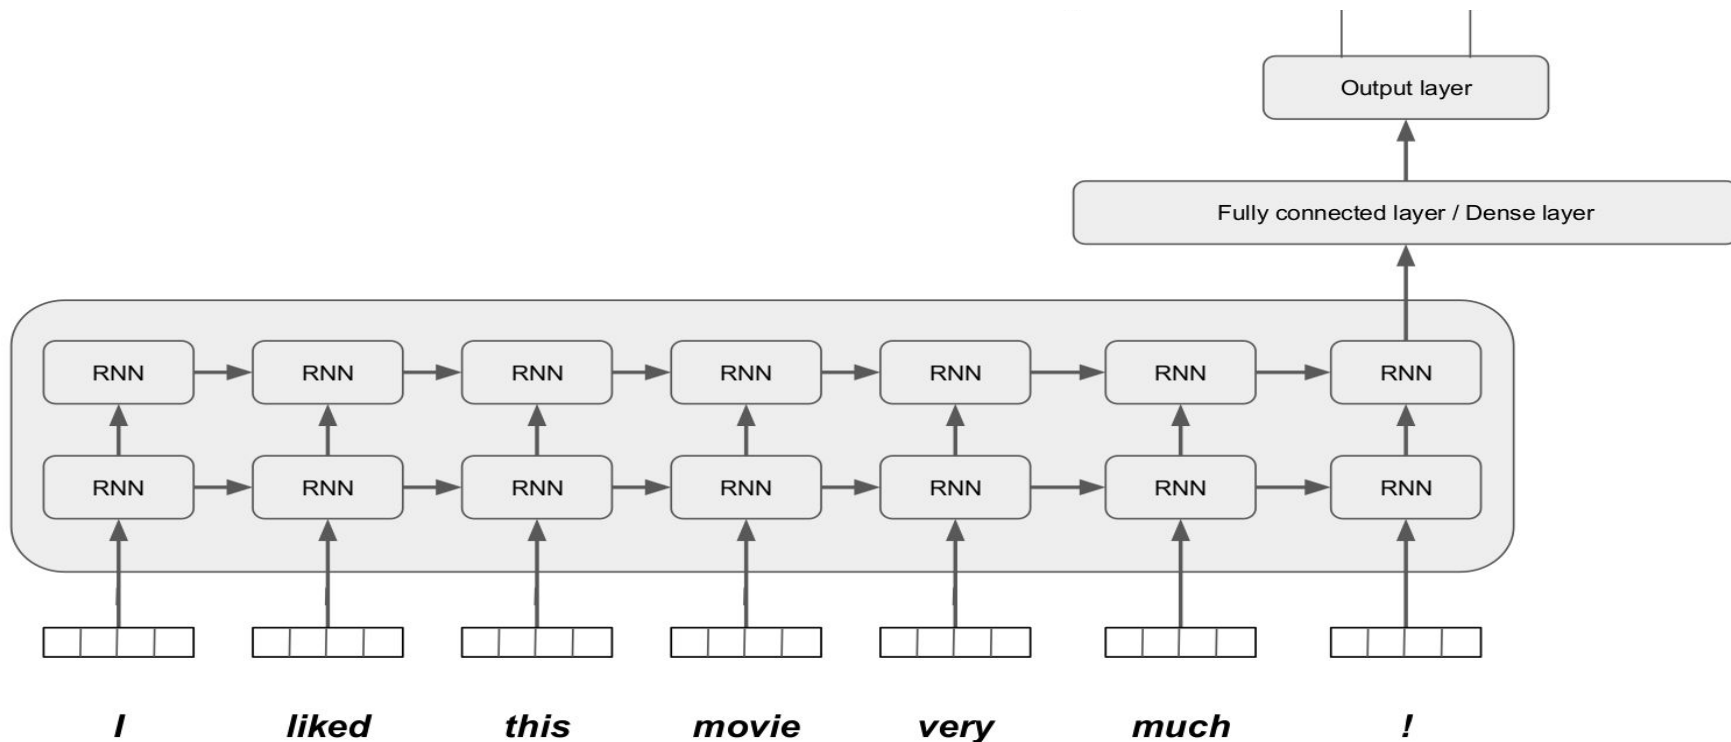 Output layer
Fully connected layer / Dense layer
RNN RNN RNN RNN RNN RNN RNN
RNN RNN RNN RNN RNN RNN RNN
I liked this movie very much !